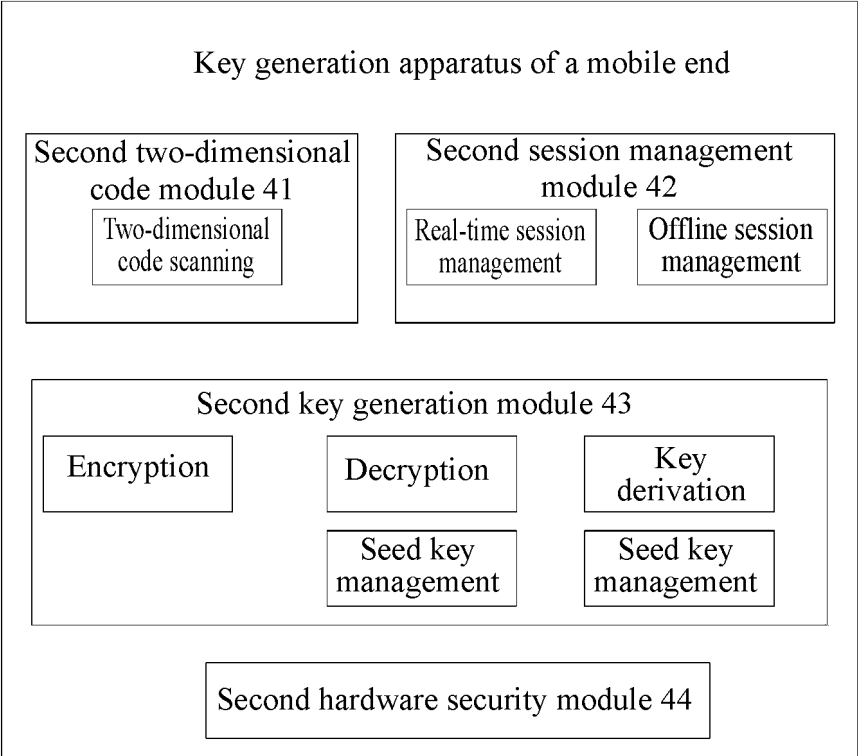 Key generation apparatus of a mobile end
Second two-dimensional
code module 41
Two-dimensional
code scanning
Second session management
module 42
Real-time session
management
Offline session
management
Second key generation module 43
Encryption
Decryption
Key
derivation
Seed key
management
Seed key
management
Second hardware security module 44